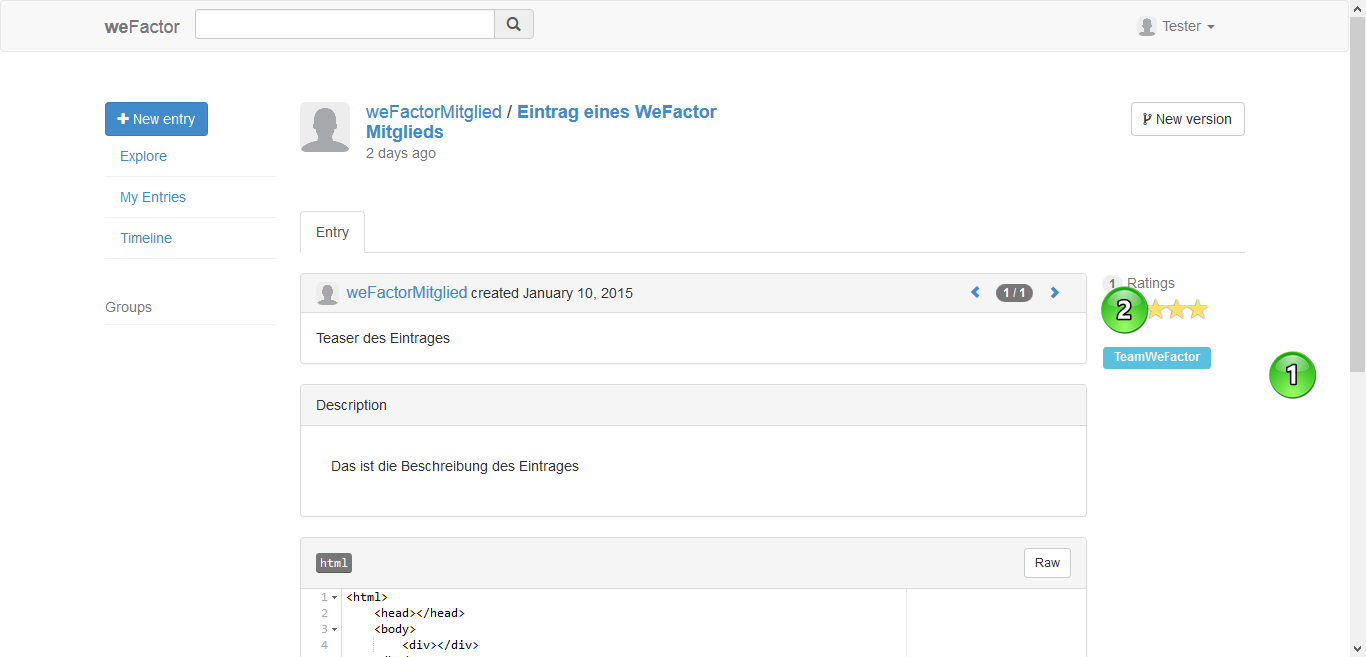 weFactor
Tester
New entry
Explore
My Entries
Timeline
Groups
weFactorMitglied / Eintrag eines WeFactor
Mitglieds
2 days ago
New version
Entry
weFactorMitglied created January 10, 2015
1 / 1
Teaser des Eintrages
1 Ratings
2
TeamWeFactor
1
Description
Das ist die Beschreibung des Eintrages
html
Raw
1 <html>
2 <head></head>
3 <body>
4 <div></div>